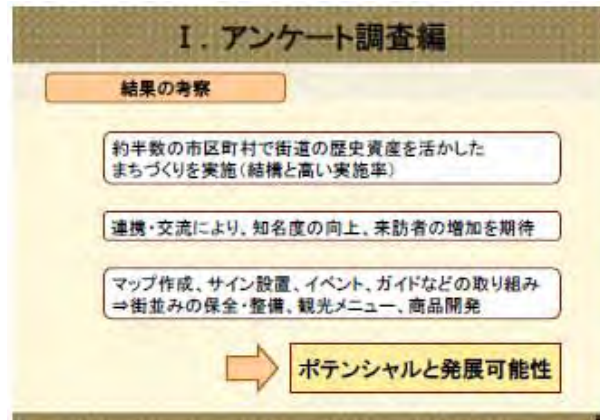 Ⅰ．アンケート調査編
結果の考察
約半数の市区町村で街道の歴史資産を活かした
まちづくりを実施（結構と高い実施率）
連携・交流により、知名度の向上、来訪者の増加を期待
マップ作成、サイン設置、イベント、ガイドなどの取り組み
⇒街並みの保全・整備、観光メニュー、商品開発
ポテンシャルと発展可能性